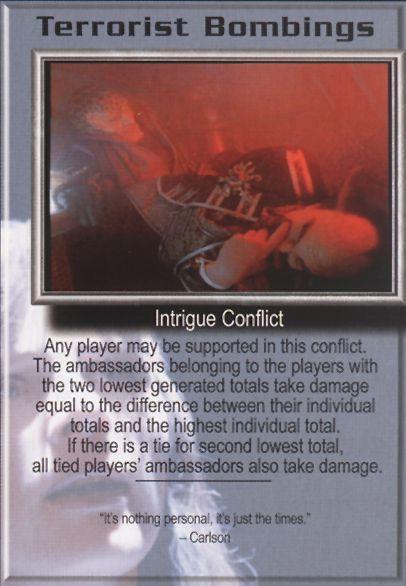 Terrorist Bombings
Intrigue Conflict
Any player may be supported in this conflict.
The ambassadors belonging to the players with
the two lowest generated totals take damage
equal to the difference between their individual
totals and the highest individual total.
If there is a tie for second lowest total,
all tied players' ambassadors also take damage.
"It's nothing personal, it's just the times."
– Carlson